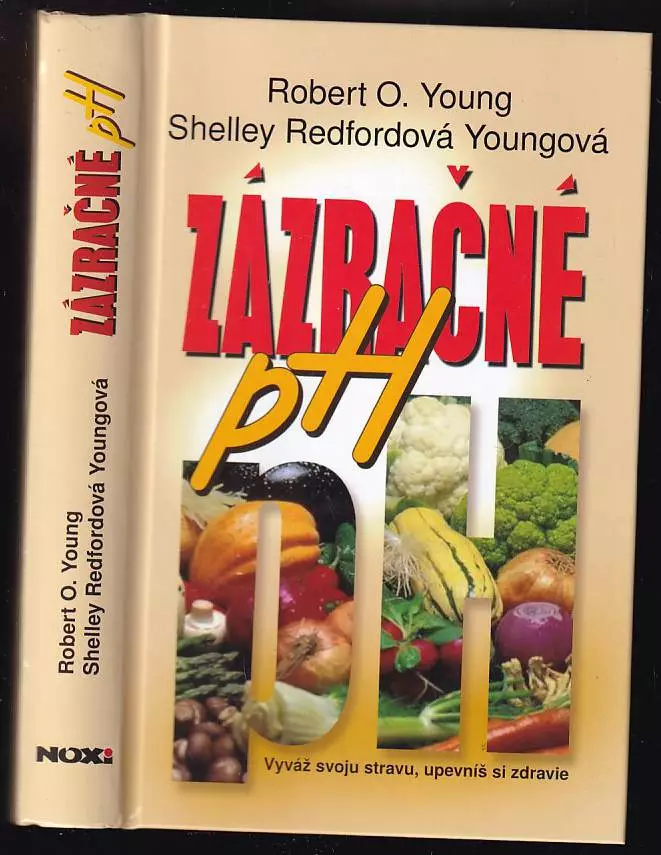 Robert O. Young
Shelley Redfordová Youngová
ZÁZRAČNÉ
pH
pH
Vyváž svoju stravu, upevníš si zdravie
ZÁZRAČNÉ pH
Robert O. Young
Shelley Redfordová Youngová
NOXi